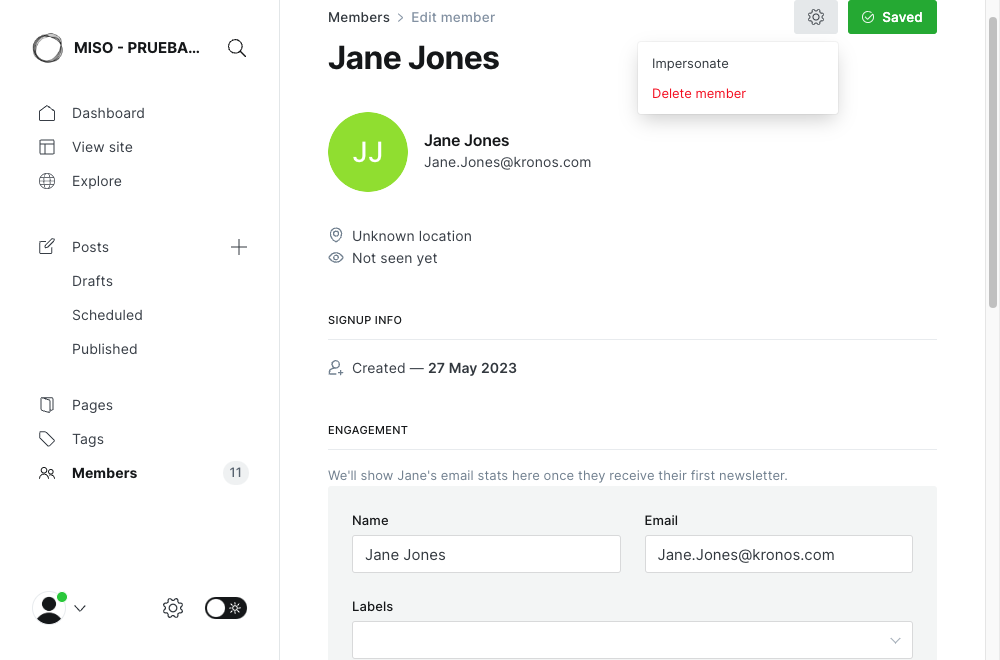 MISO - PRUEBA...
Dashboard
View site
Explore
Posts
Drafts
Scheduled
Published
Pages
Tags
Members 11
Members > Edit member
Saved
Jane Jones
Impersonate
Delete member
JJ
Jane Jones
Jane.Jones@kronos.com
Unknown location
Not seen yet
SIGNUP INFO
Created — 27 May 2023
ENGAGEMENT
We'll show Jane's email stats here once they receive their first newsletter.
Name
Jane Jones
Email
Jane.Jones@kronos.com
Labels